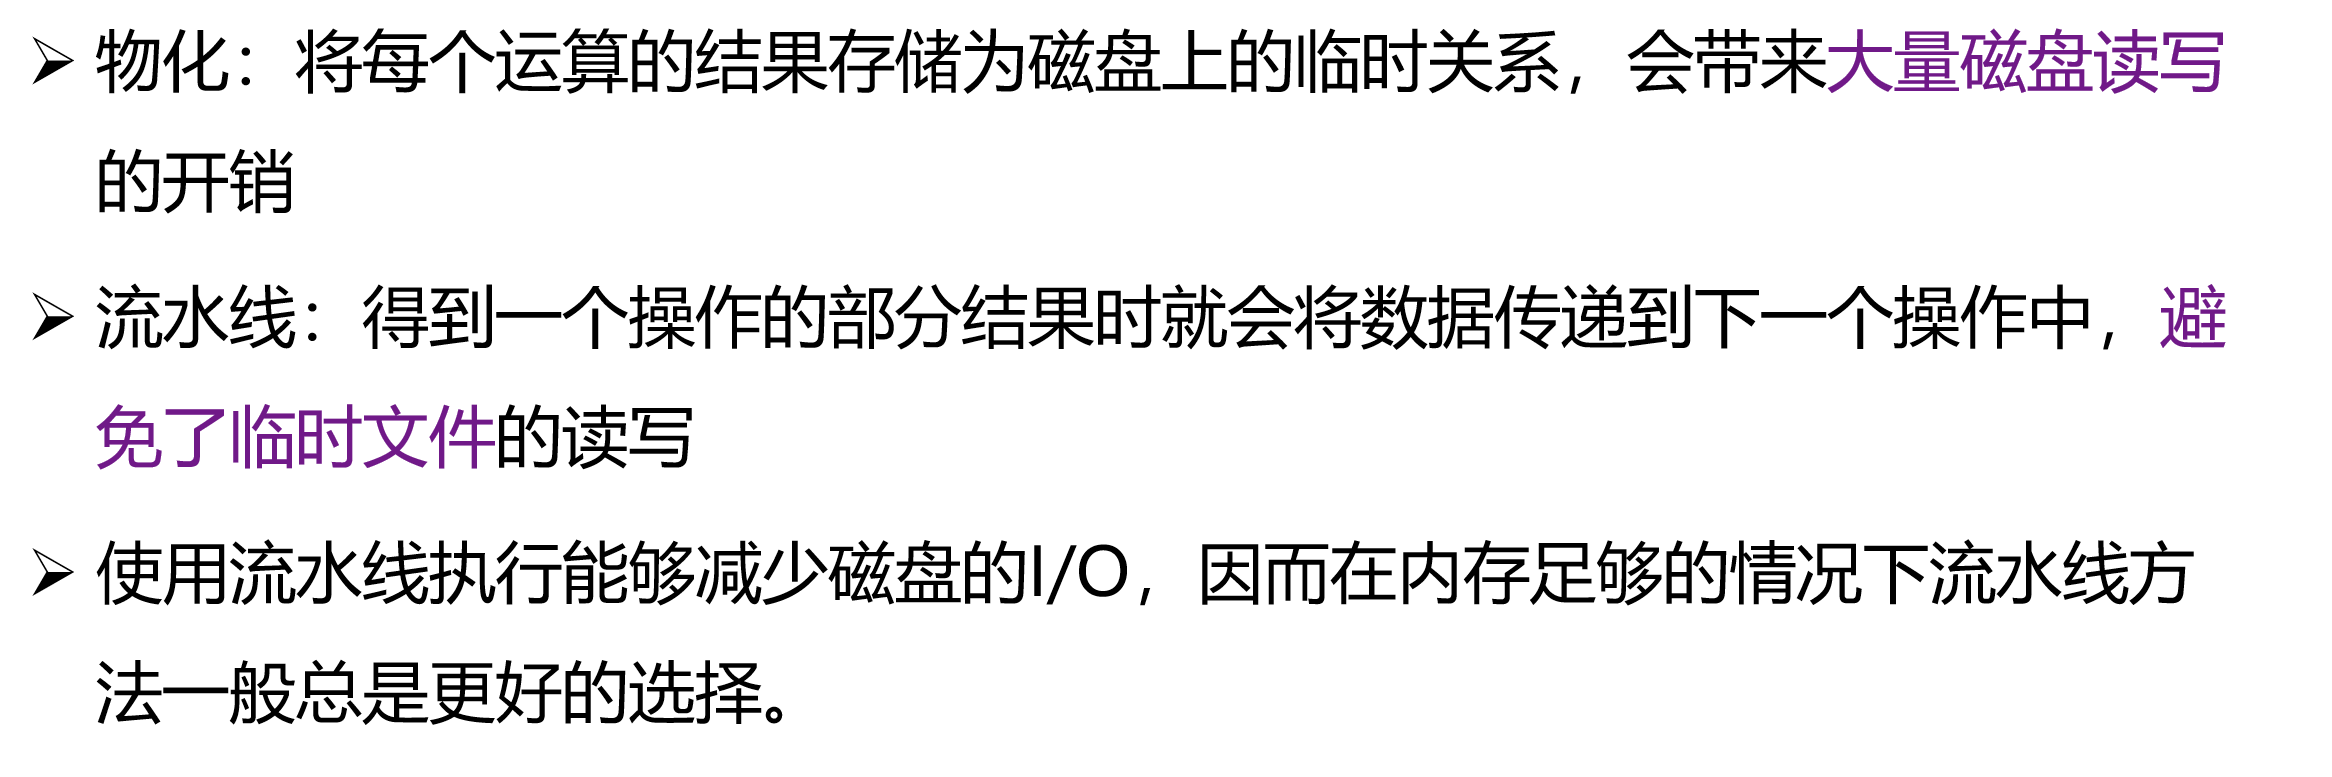 ➢ 物化：将每个运算的结果存储为磁盘上的临时关系，会带来大量磁盘读写
的开销
➢ 流水线：得到一个操作的部分结果时就会将数据传递到下一个操作中，避
免了临时文件的读写
➢ 使用流水线执行能够减少磁盘的I/O，因而在内存足够的情况下流水线方
法一般总是更好的选择。